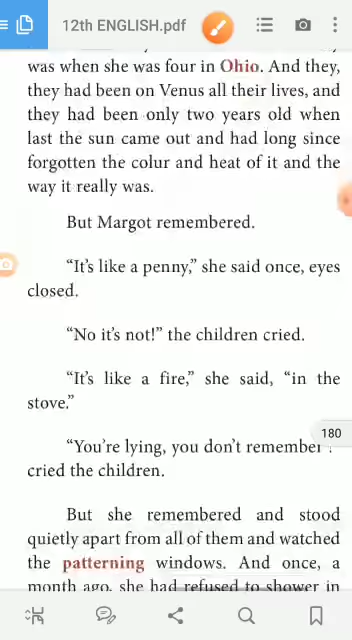 12th ENGLISH.pdf
was when she was four in Ohio. And they,
they had been on Venus all their lives, and
they had been only two years old when
last the sun came out and had long since
forgotten the colur and heat of it and the
way it really was.
But Margot remembered.
“It’s like a penny,” she said once, eyes
closed.
“No it’s not!” the children cried.
“It’s like a fire,” she said, “in the
stove.”
180
“You’re lying, you don’t remember
cried the children.
But she remembered and stood
quietly apart from all of them and watched
the patterning windows. And once, a
month ago, she had refused to shower in